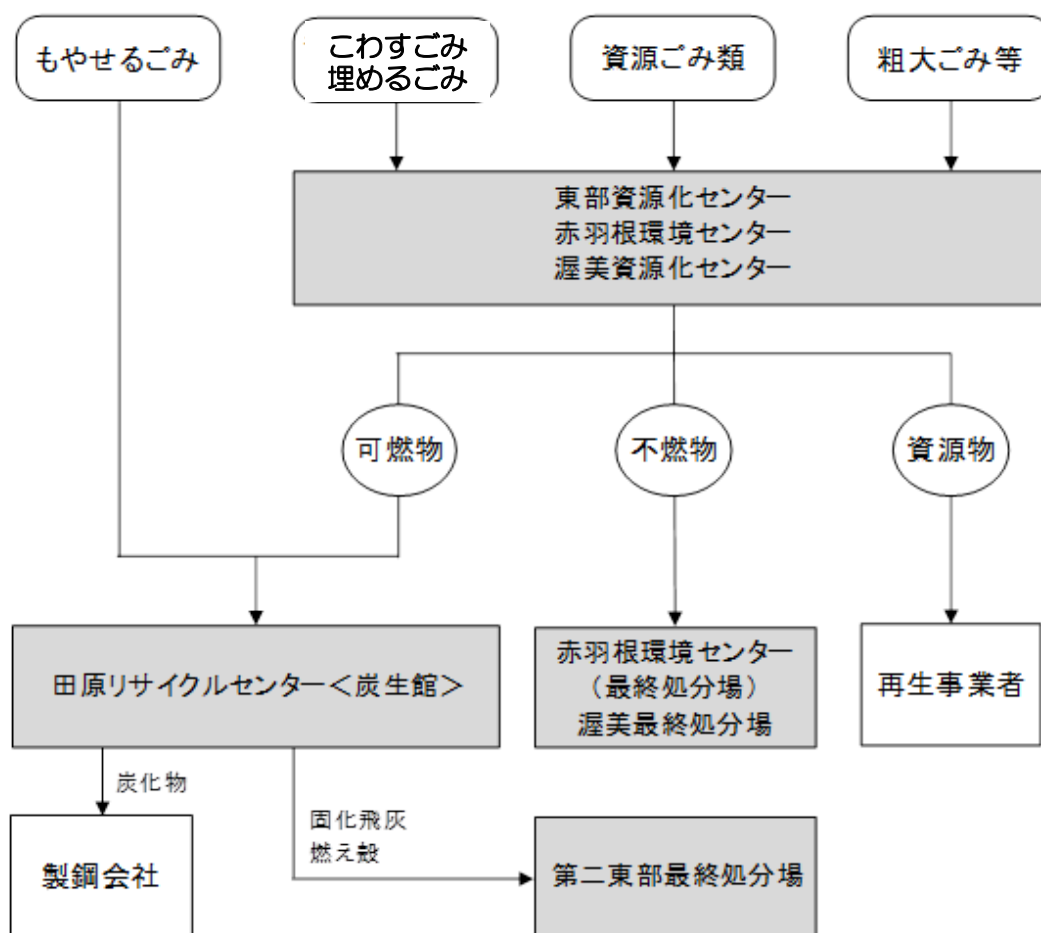 もやせるごみ
こわすごみ
埋めるごみ
資源ごみ類
粗大ごみ等
東部資源化センター
赤羽根環境センター
渥美資源化センター
可燃物
不燃物
資源物
田原リサイクルセンター＜炭生館＞
赤羽根環境センター
（最終処分場）
渥美最終処分場
再生事業者
炭化物
固化飛灰
燃え殻
製鋼会社
第二東部最終処分場